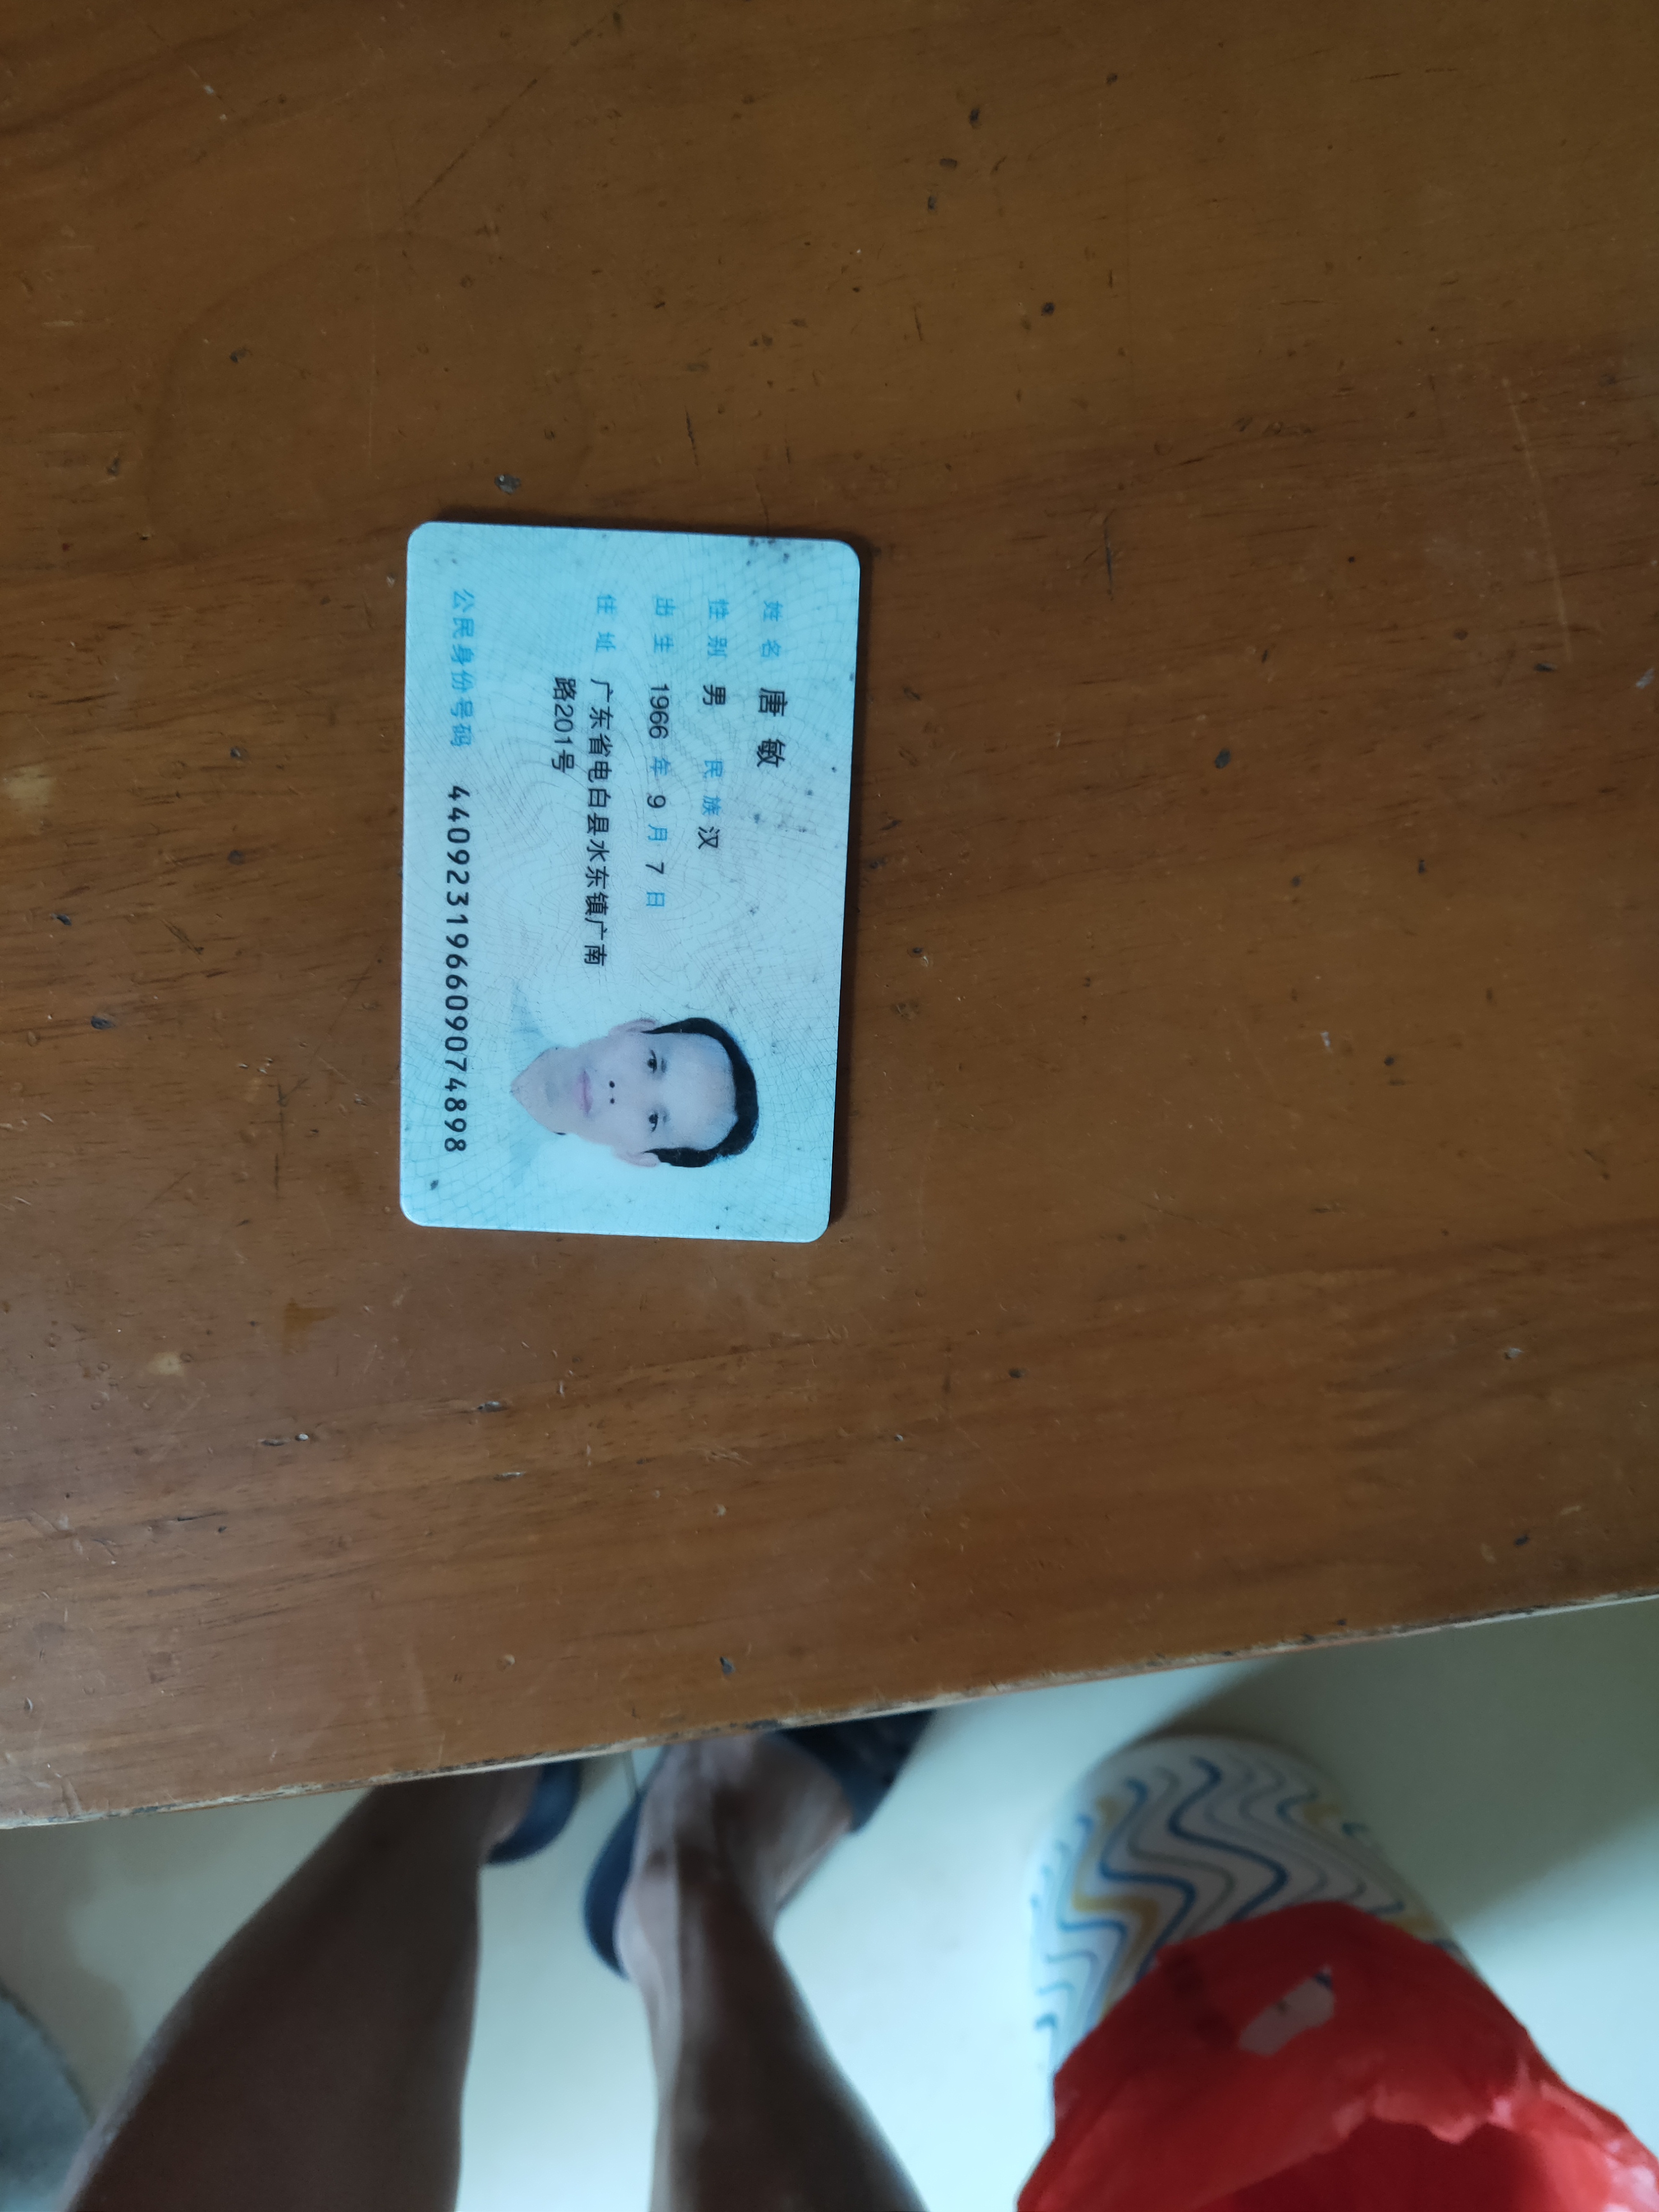 姓名 唐敏
性别 男 民族 汉
出生 1966 年 9 月 7 日
住址 广东省电白县水东镇广南
路201号
公民身份号码 440923196609074898